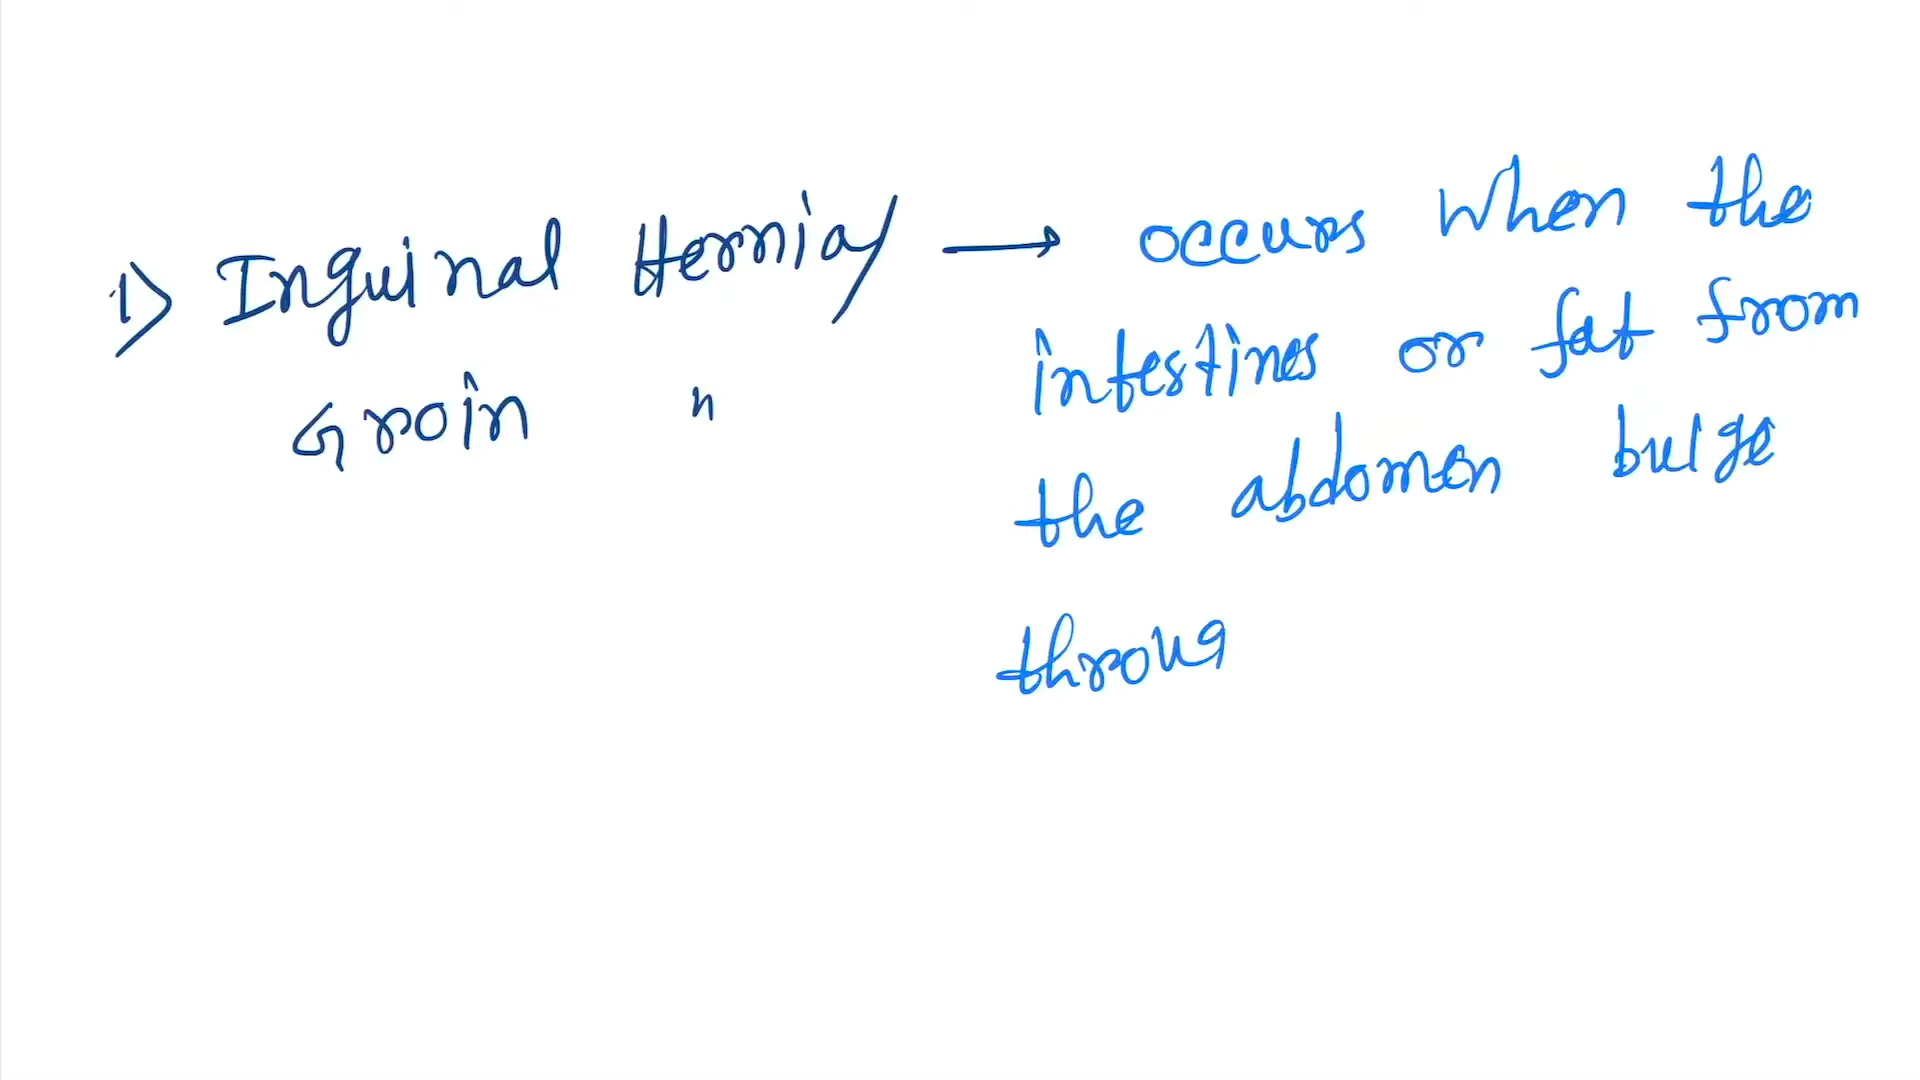 1) Inguinal Hernia/ → occurs when the
Groin "
intestines or fat from
the abdomen bulge
throug